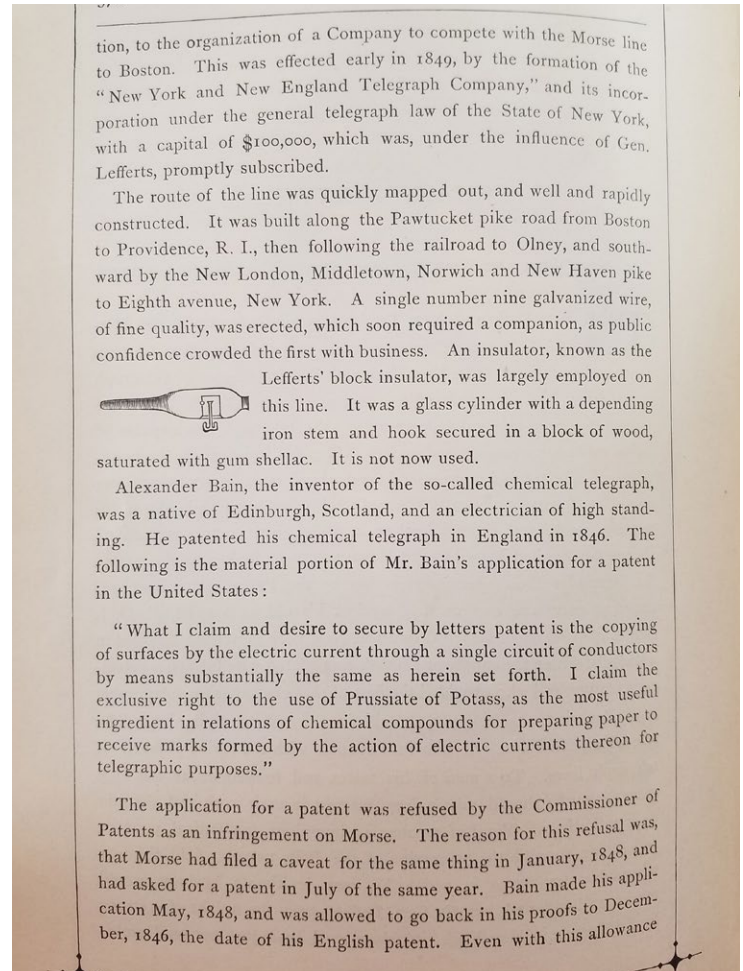 tion, to the organization of a Company to compete with the Morse line
to Boston. This was effected early in 1849, by the formation of the
“New York and New England Telegraph Company,” and its incor-
poration under the general telegraph law of the State of New York,
with a capital of $100,000, which was, under the influence of Gen.
Lefferts, promptly subscribed.
The route of the line was quickly mapped out, and well and rapidly
constructed. It was built along the Pawtucket pike road from Boston
to Providence, R. I., then following the railroad to Olney, and south-
ward by the New London, Middletown, Norwich and New Haven pike
to Eighth avenue, New York. A single number nine galvanized wire,
of fine quality, was erected, which soon required a companion, as public
confidence crowded the first with business. An insulator, known as the
Lefferts’ block insulator, was largely employed on
this line. It was a glass cylinder with a depending
iron stem and hook secured in a block of wood,
saturated with gum shellac. It is not now used.
Alexander Bain, the inventor of the so-called chemical telegraph,
was a native of Edinburgh, Scotland, and an electrician of high stand-
ing. He patented his chemical telegraph in England in 1846. The
following is the material portion of Mr. Bain’s application for a patent
in the United States:
“What I claim and desire to secure by letters patent is the copying
of surfaces by the electric current through a single circuit of conductors
by means substantially the same as herein set forth. I claim the
exclusive right to the use of Prussiate of Potass, as the most useful
ingredient in relations of chemical compounds for preparing paper to
receive marks formed by the action of electric currents thereon for
telegraphic purposes.”
The application for a patent was refused by the Commissioner of
Patents as an infringement on Morse. The reason for this refusal was,
that Morse had filed a caveat for the same thing in January, 1848, and
had asked for a patent in July of the same year. Bain made his appli-
cation May, 1848, and was allowed to go back in his proofs to Decem-
ber, 1846, the date of his English patent. Even with this allowance